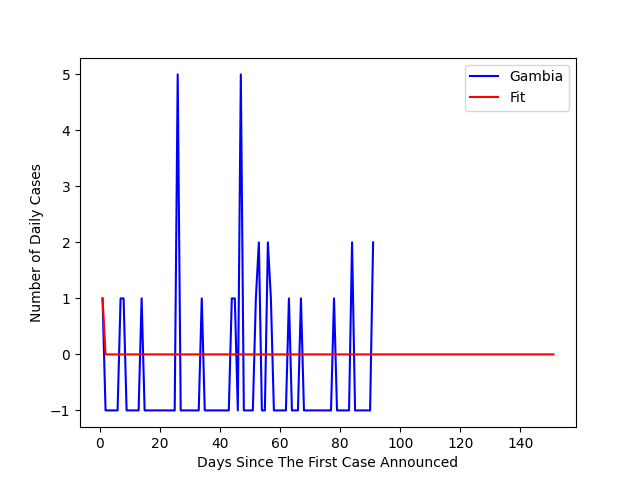 Gambia
Fit
5
4
3
2
1
0
−1
Number of Daily Cases
0 20 40 60 80 100 120 140
Days Since The First Case Announced